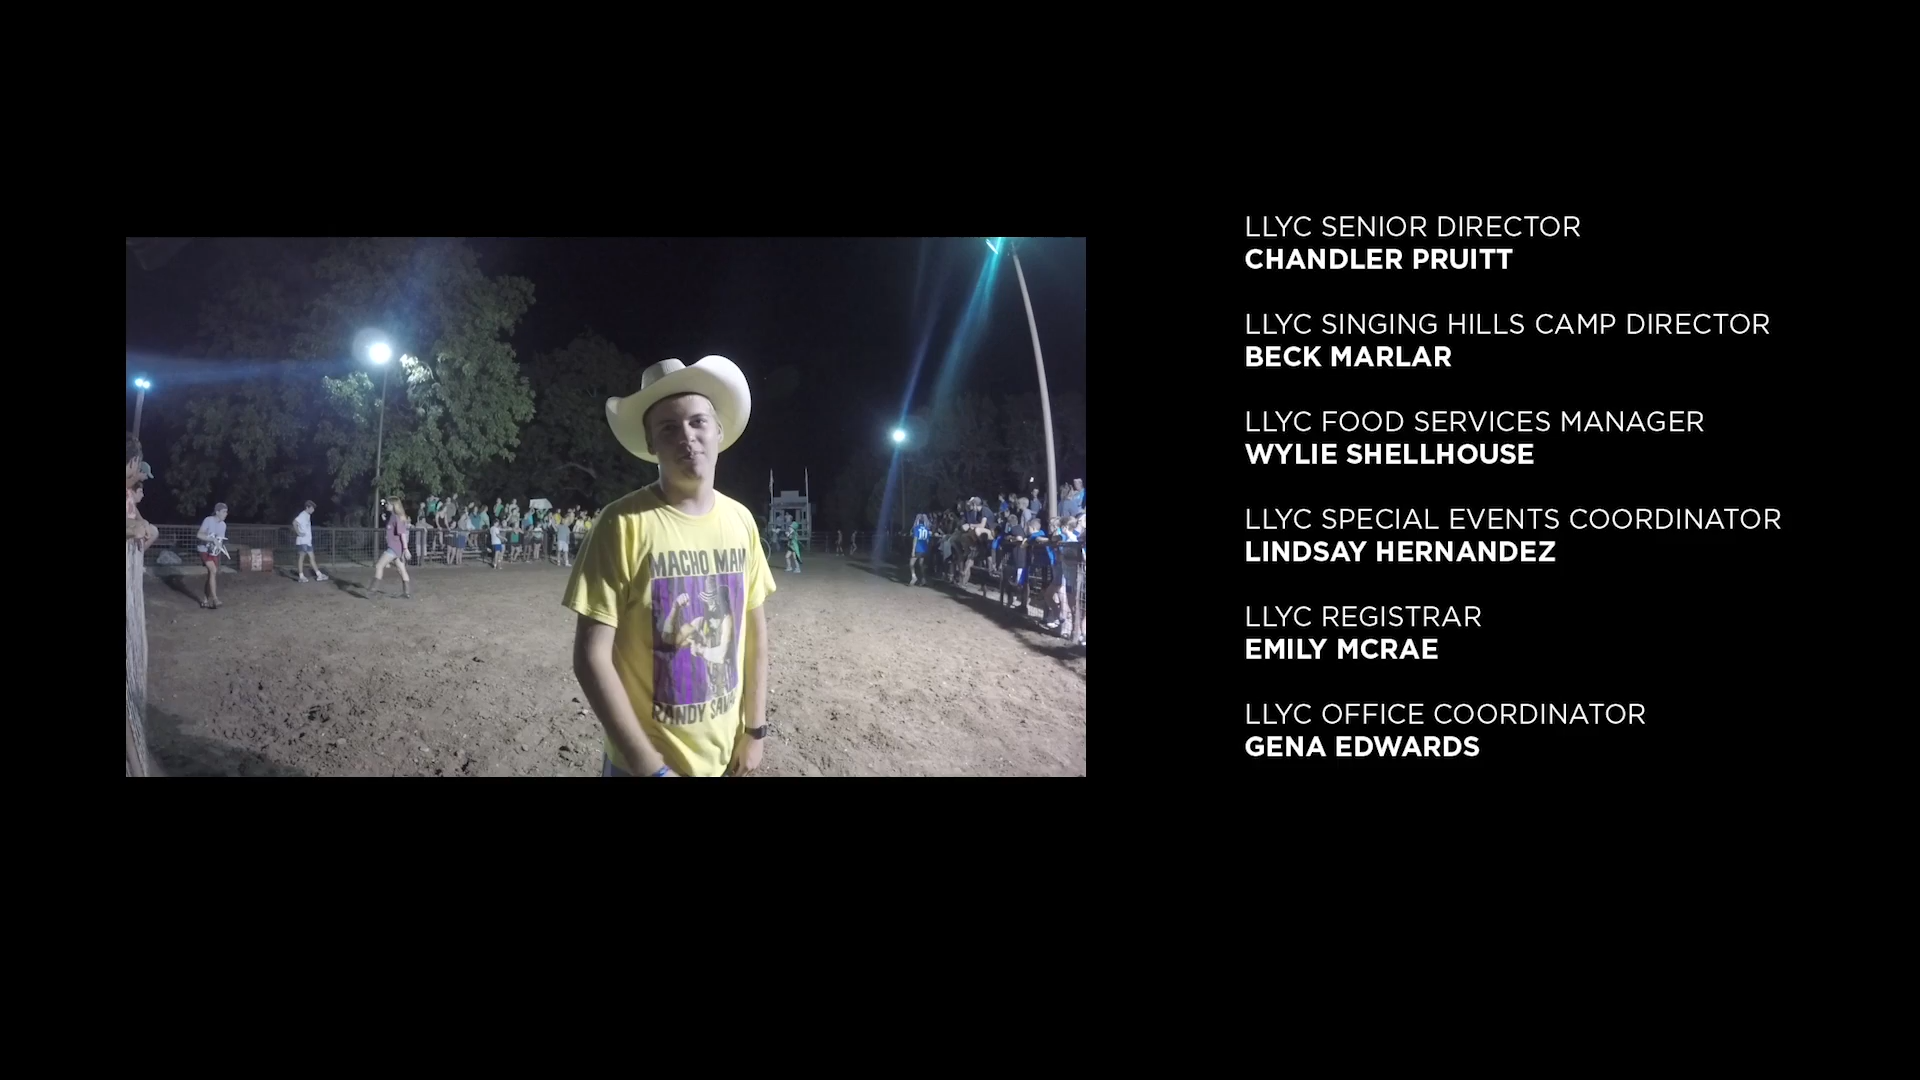 MACHO MAN
RANDY
LLYC SENIOR DIRECTOR
CHANDLER PRUITT
LLYC SINGING HILLS CAMP DIRECTOR
BECK MARLAR
LLYC FOOD SERVICES MANAGER
WYLIE SHELLHOUSE
LLYC SPECIAL EVENTS COORDINATOR
LINDSAY HERNANDEZ
LLYC REGISTRAR
EMILY MCRAE
LLYC OFFICE COORDINATOR
GENA EDWARDS